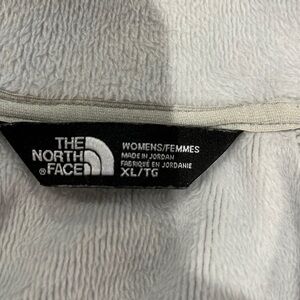 THE
NORTH
®FACE
WOMENS/FEMMES
MADE IN JORDAN
FABRIQUÉ EN JORDANIE
XL/TG